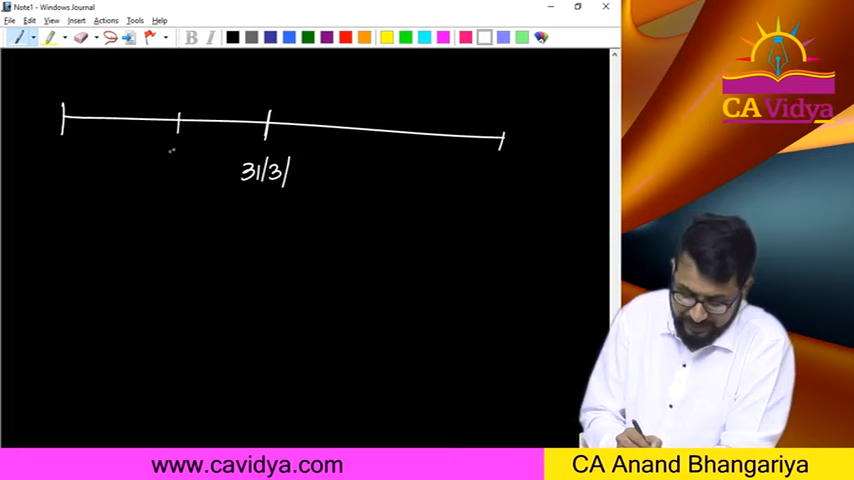 Note1 - Windows Journal
File Edit View Insert Actions Tools Help
B I
31/3/
CA Vidya
www.cavidya.com
CA Anand Bhangariya